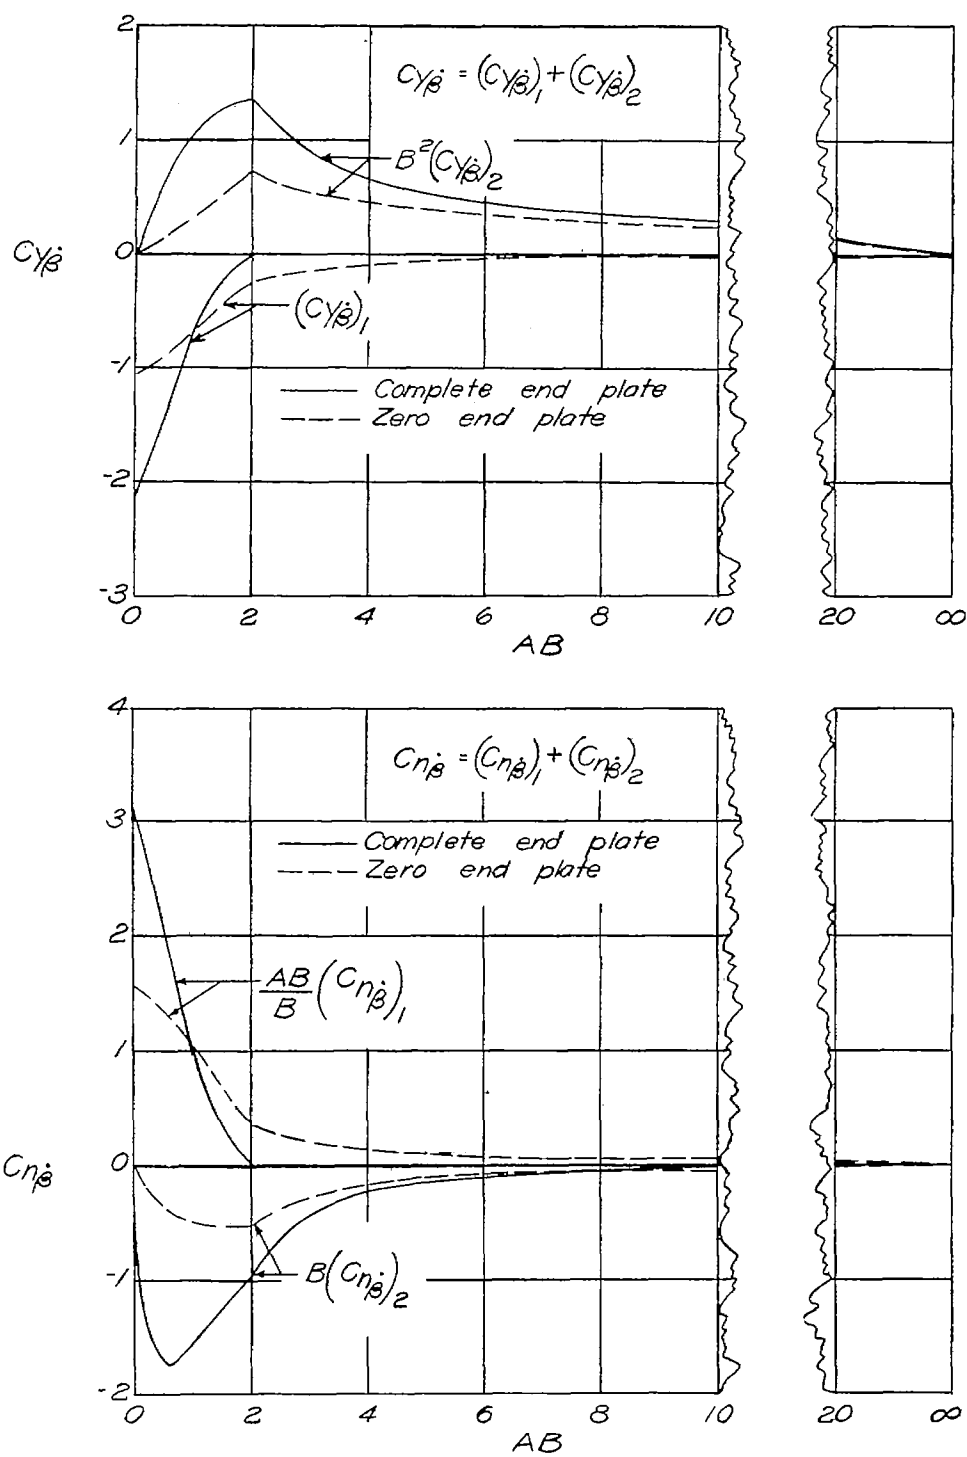 2
Cyβ̇ = (Cyβ̇)₁ + (Cyβ̇)₂
1
B²(Cyβ̇)₂
Cyβ̇
0
(Cyβ̇)₁
-1
Complete end plate
Zero end plate
-2
-3
0 2 4 6 8 10 20 ∞
AB
4
Cnβ̇ = (Cnβ̇)₁ + (Cnβ̇)₂
3
Complete end plate
Zero end plate
2
AB/B (Cnβ̇)₁
1
Cnβ̇
0
-1
B(Cnβ̇)₂
-2
0 2 4 6 8 10 20 ∞
AB